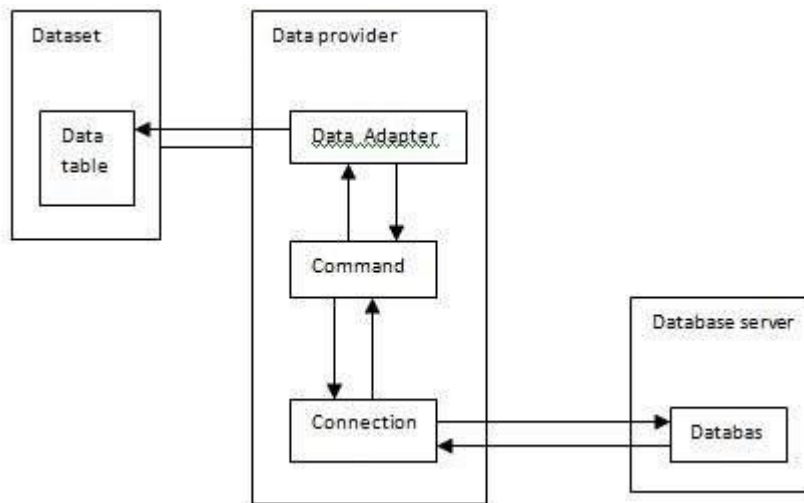 Dataset
Data provider
Data
table
Data Adapter
Command
Database server
Connection
Databas